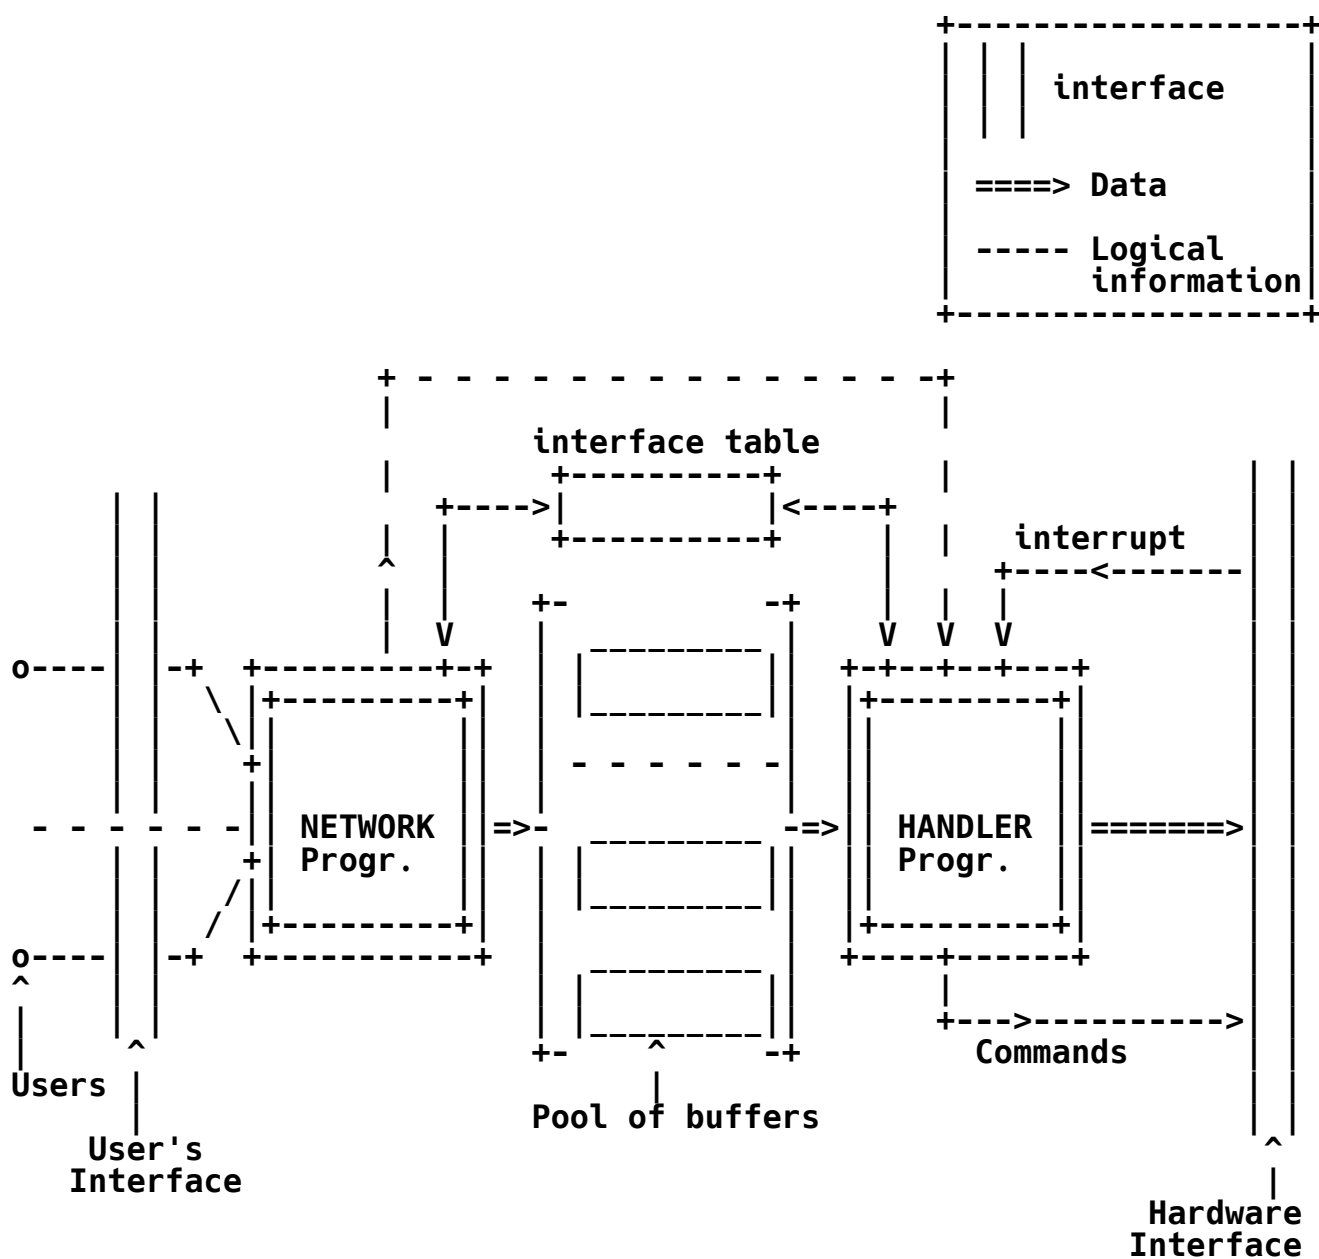 interface
====> Data
----- Logical
information
interface table
interrupt
NETWORK
Progr.
HANDLER
Progr.
Commands
Users
Pool of buffers
User's
Interface
Hardware
Interface